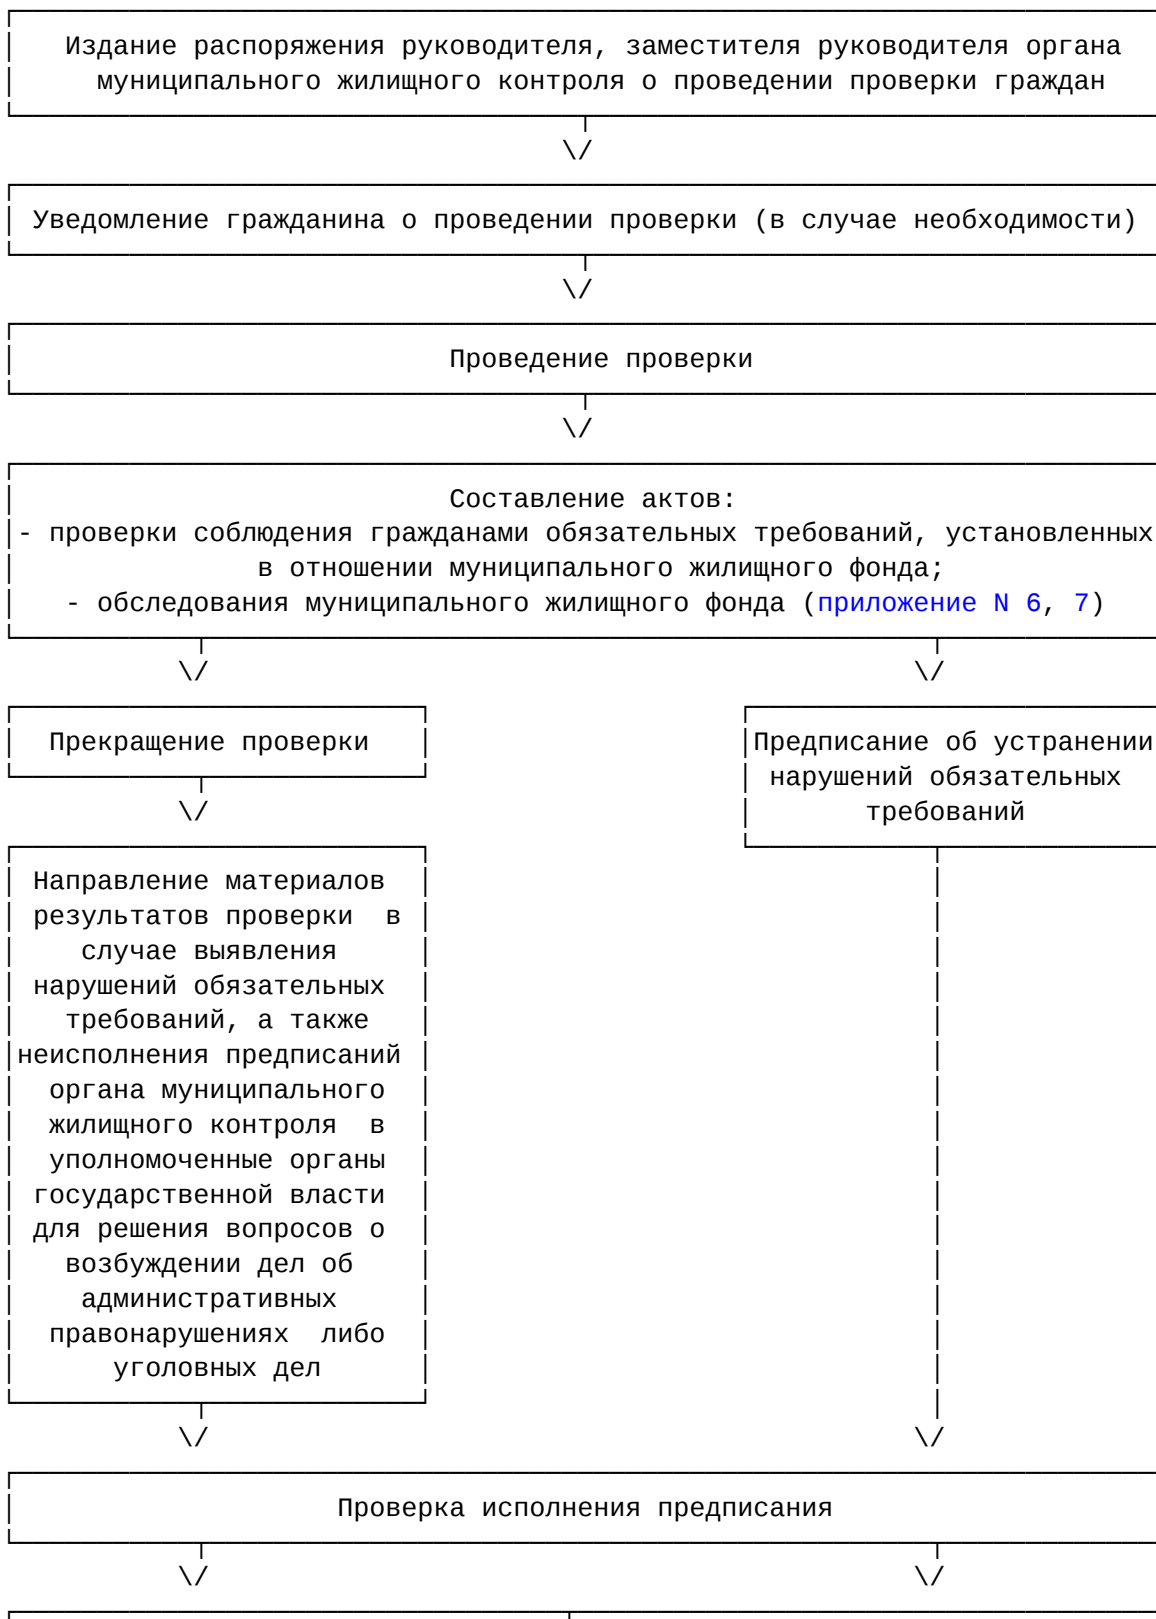 Издание распоряжения руководителя, заместителя руководителя органа
муниципального жилищного контроля о проведении проверки граждан
Уведомление гражданина о проведении проверки (в случае необходимости)
Проведение проверки
Составление актов:
- проверки соблюдения гражданами обязательных требований, установленных
в отношении муниципального жилищного фонда;
- обследования муниципального жилищного фонда (приложение N 6, 7)
Прекращение проверки
Предписание об устранении
нарушений обязательных
требований
Направление материалов
результатов проверки в
случае выявления
нарушений обязательных
требований, а также
неисполнения предписаний
органа муниципального
жилищного контроля в
уполномоченные органы
государственной власти
для решения вопросов о
возбуждении дел об
административных
правонарушениях либо
уголовных дел
Проверка исполнения предписания